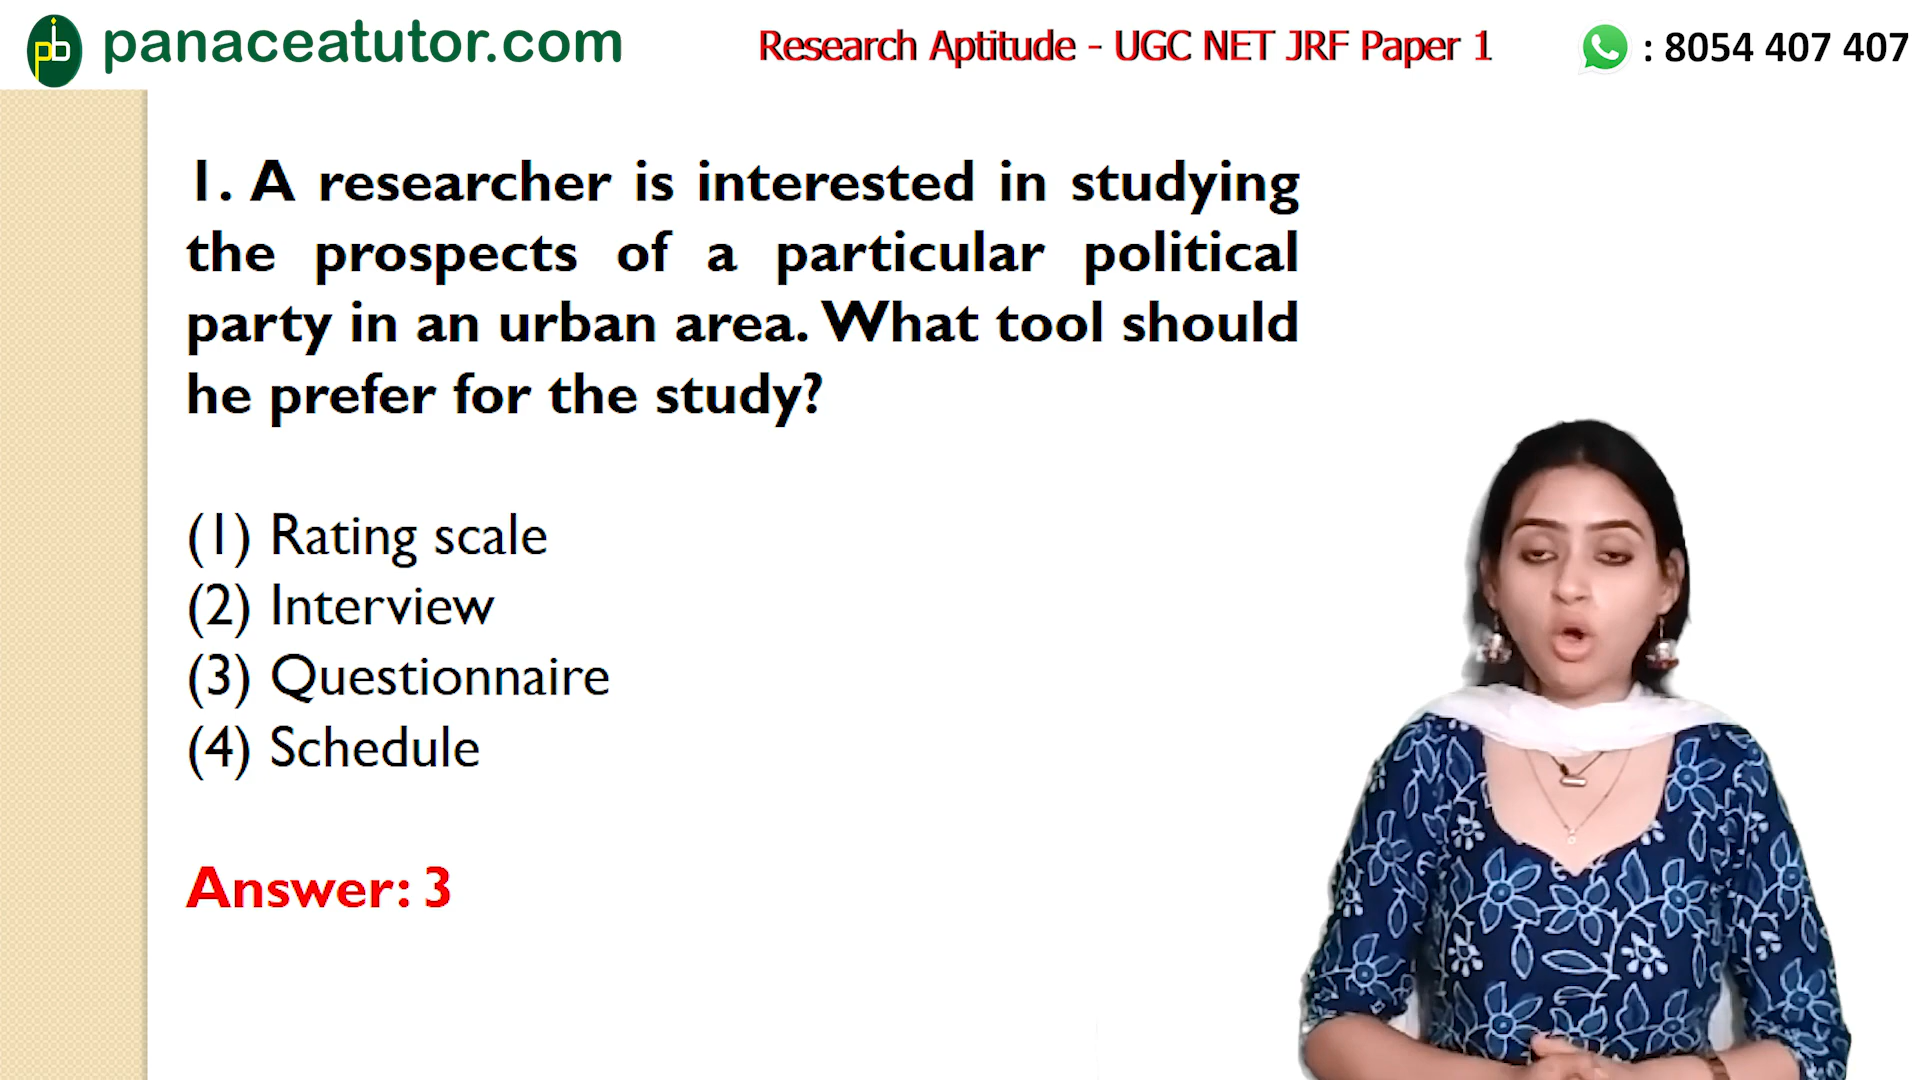 pb panaceatutor.com
Research Aptitude - UGC NET JRF Paper 1
: 8054 407 407
1. A researcher is interested in studying
the prospects of a particular political
party in an urban area. What tool should
he prefer for the study?
(1) Rating scale
(2) Interview
(3) Questionnaire
(4) Schedule
Answer: 3